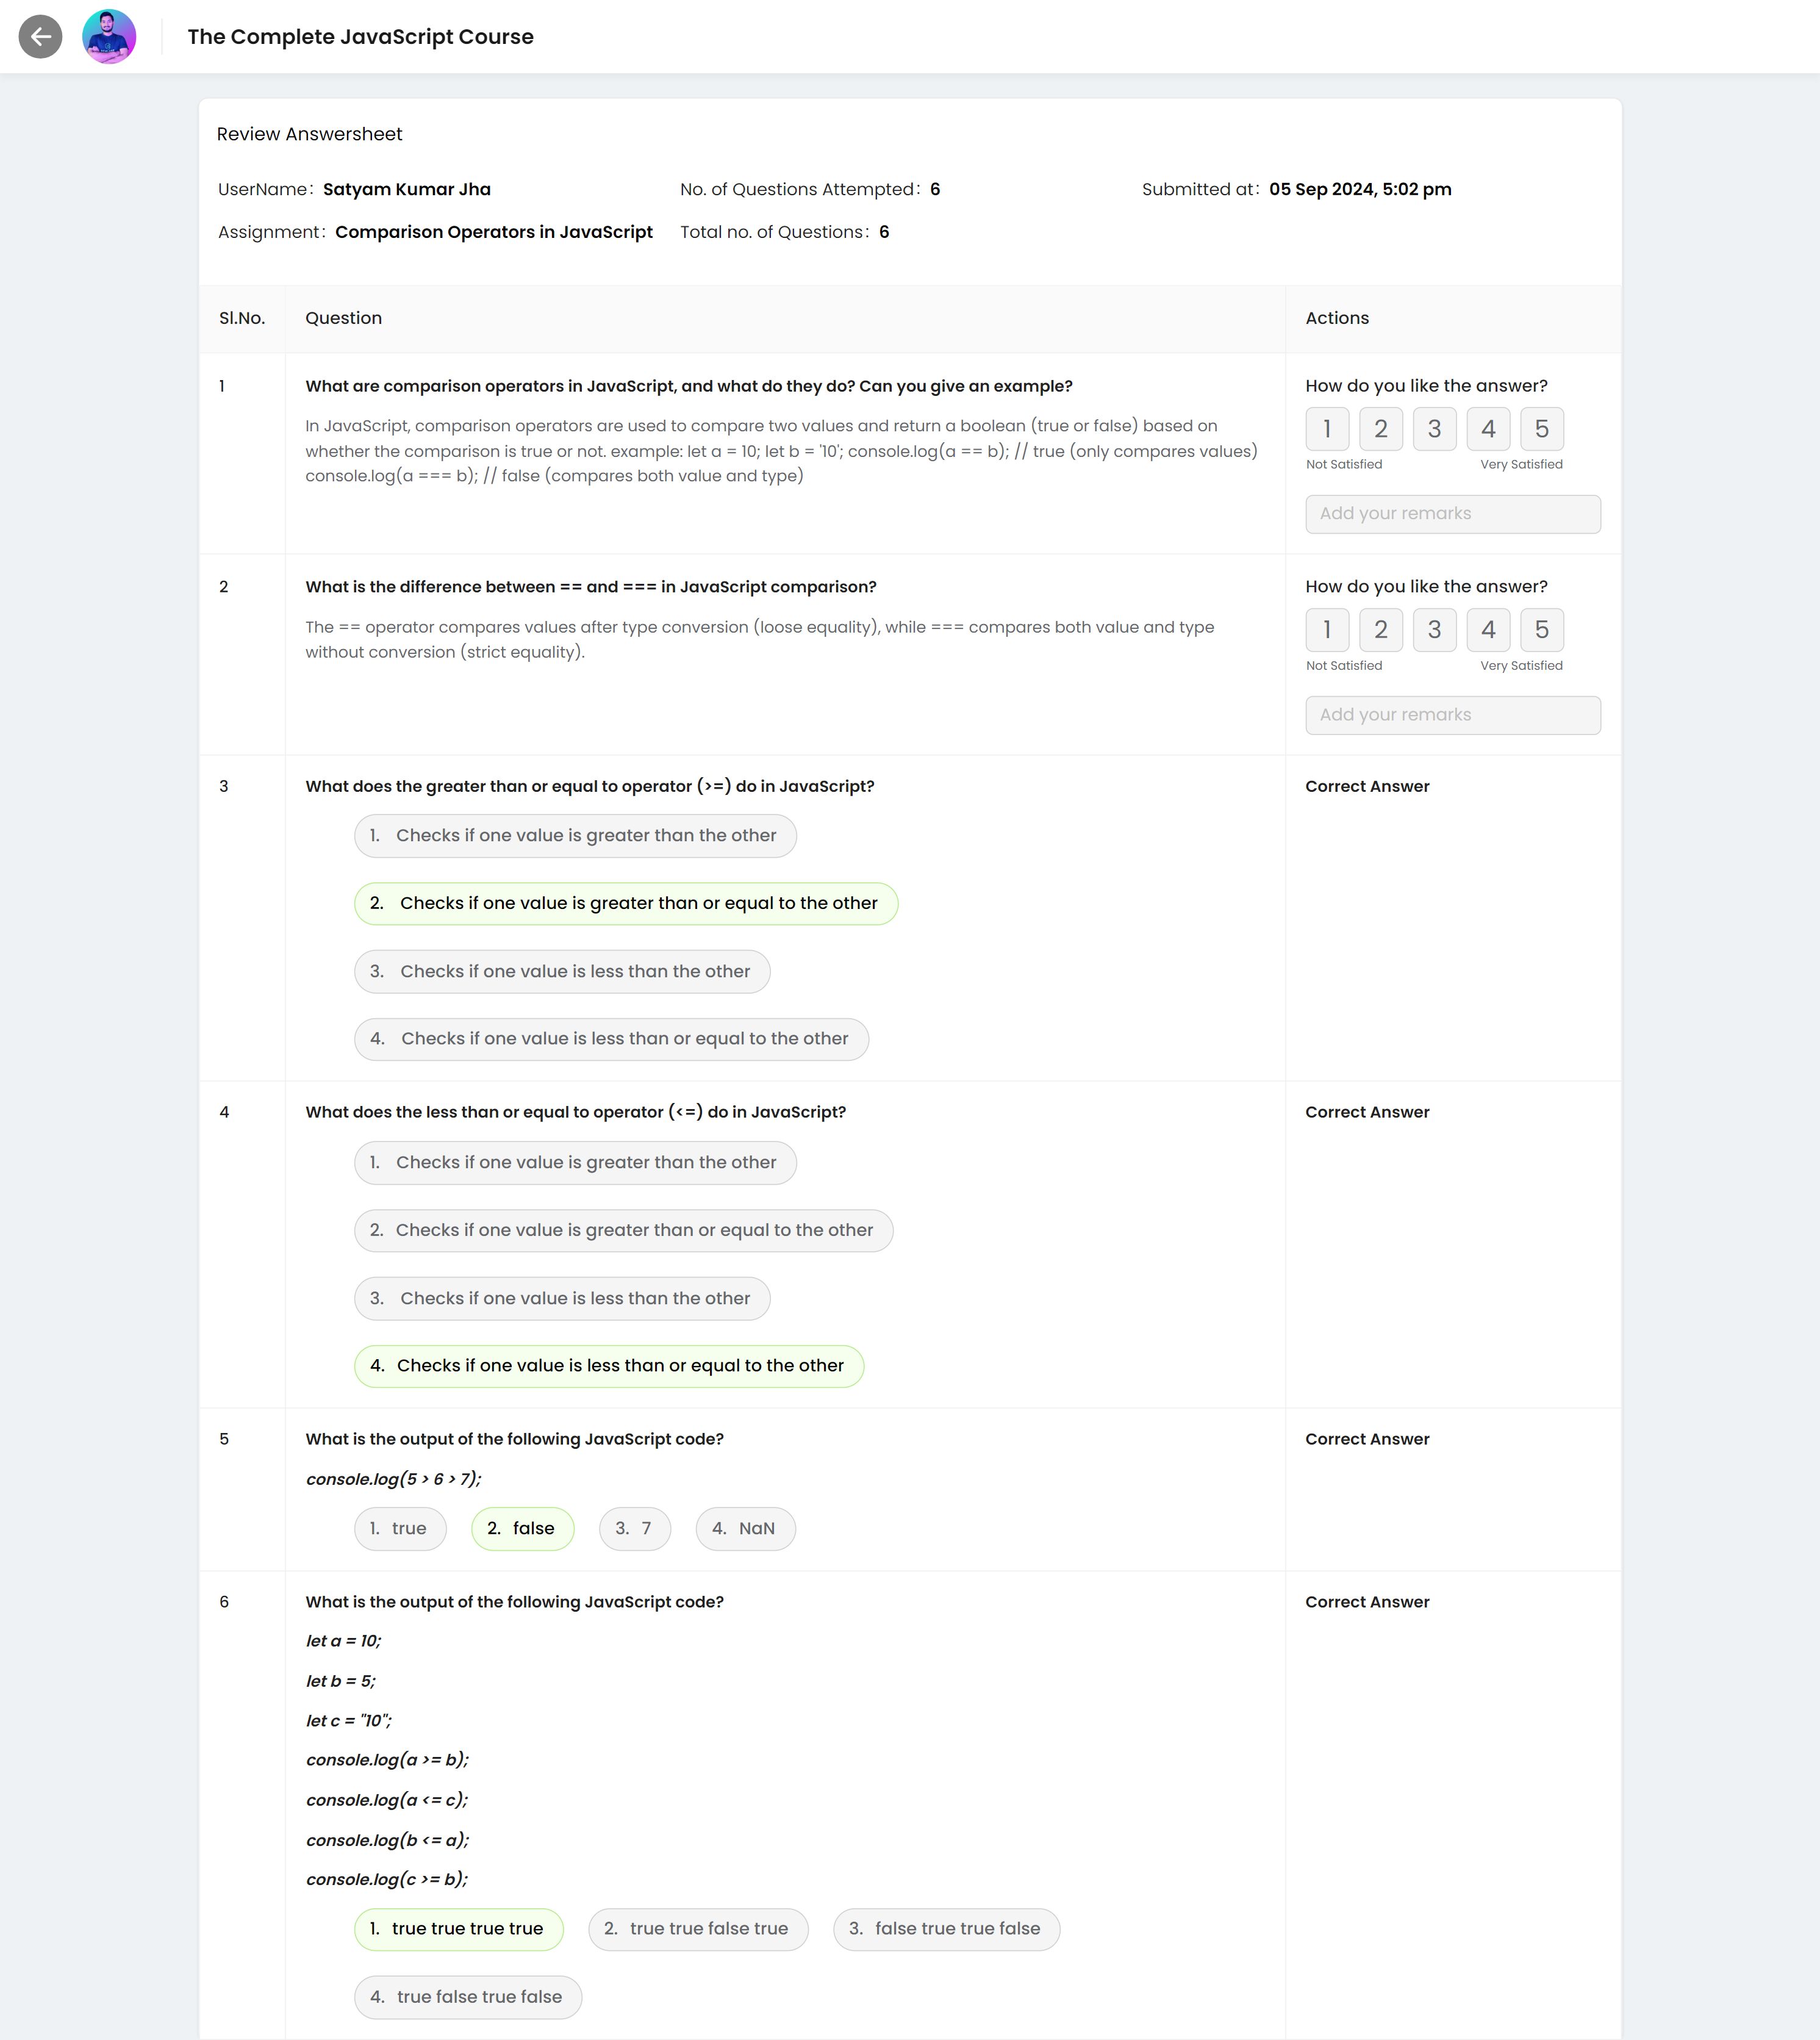 The Complete JavaScript Course
Review Answersheet
UserName: Satyam Kumar Jha
No. of Questions Attempted: 6
Submitted at: 05 Sep 2024, 5:02 pm
Assignment: Comparison Operators in JavaScript
Total no. of Questions: 6
Sl.No. Question Actions
1
What are comparison operators in JavaScript, and what do they do? Can you give an example?
In JavaScript, comparison operators are used to compare two values and return a boolean (true or false) based on
whether the comparison is true or not. example: let a = 10; let b = '10'; console.log(a == b); // true (only compares values)
console.log(a === b); // false (compares both value and type)
How do you like the answer?
1 2 3 4 5
Not Satisfied Very Satisfied
Add your remarks
2
What is the difference between == and === in JavaScript comparison?
The == operator compares values after type conversion (loose equality), while === compares both value and type
without conversion (strict equality).
How do you like the answer?
1 2 3 4 5
Not Satisfied Very Satisfied
Add your remarks
3
What does the greater than or equal to operator (>=) do in JavaScript?
Correct Answer
1. Checks if one value is greater than the other
2. Checks if one value is greater than or equal to the other
3. Checks if one value is less than the other
4. Checks if one value is less than or equal to the other
4
What does the less than or equal to operator (<=) do in JavaScript?
Correct Answer
1. Checks if one value is greater than the other
2. Checks if one value is greater than or equal to the other
3. Checks if one value is less than the other
4. Checks if one value is less than or equal to the other
5
What is the output of the following JavaScript code?
Correct Answer
console.log(5 > 6 > 7);
1. true 2. false 3. 7 4. NaN
6
What is the output of the following JavaScript code?
Correct Answer
let a = 10;
let b = 5;
let c = "10";
console.log(a >= b);
console.log(a <= c);
console.log(b <= a);
console.log(c >= b);
1. true true true true 2. true true false true 3. false true true false
4. true false true false